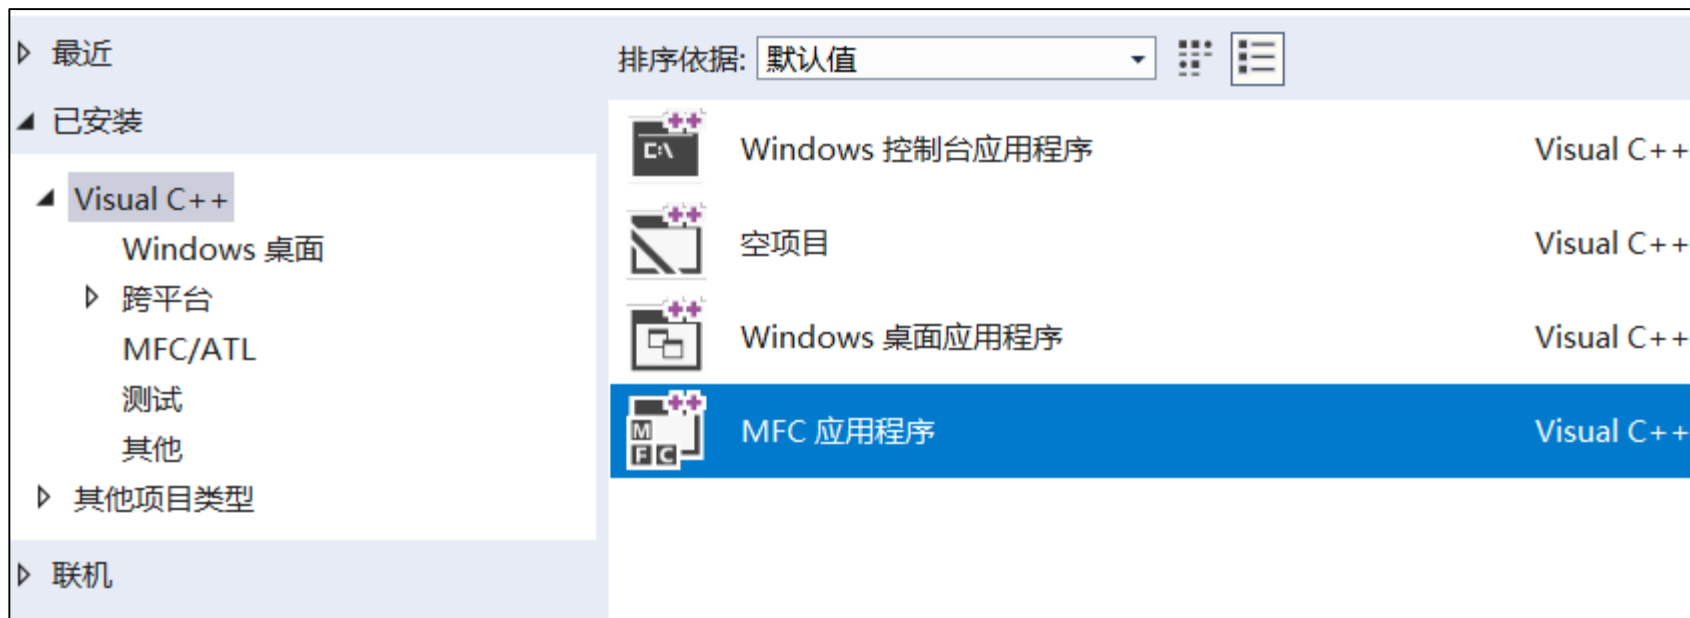 最近
已安装
Visual C++
Windows 桌面
跨平台
MFC/ATL
测试
其他
其他项目类型
联机
排序依据: 默认值
Windows 控制台应用程序 Visual C++
空项目 Visual C++
Windows 桌面应用程序 Visual C++
MFC 应用程序 Visual C++